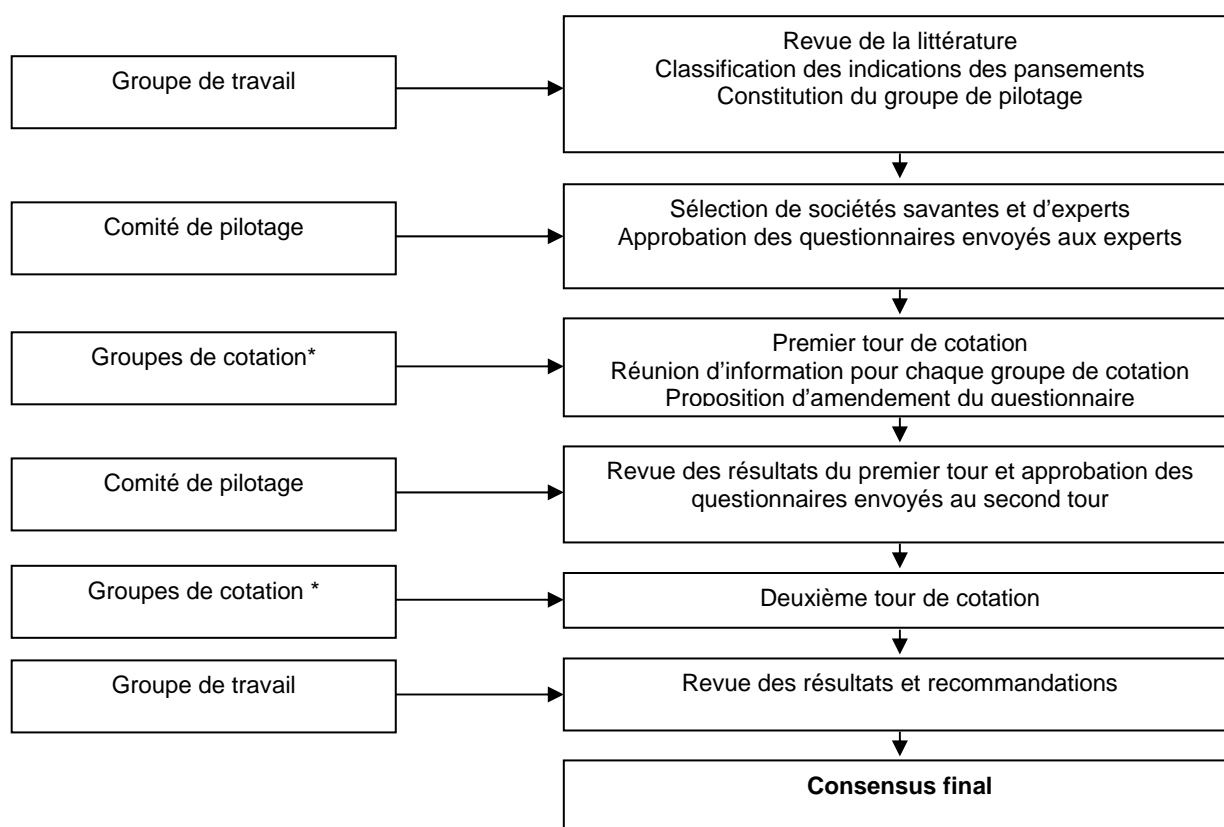 Groupe de travail
Revue de la littérature
Classification des indications des pansements
Constitution du groupe de pilotage
Comité de pilotage
Sélection de sociétés savantes et d'experts
Approbation des questionnaires envoyés aux experts
Groupes de cotation*
Premier tour de cotation
Réunion d'information pour chaque groupe de cotation
Proposition d'amendement du questionnaire
Comité de pilotage
Revue des résultats du premier tour et approbation des
questionnaires envoyés au second tour
Groupes de cotation *
Deuxième tour de cotation
Groupe de travail
Revue des résultats et recommandations
Consensus final